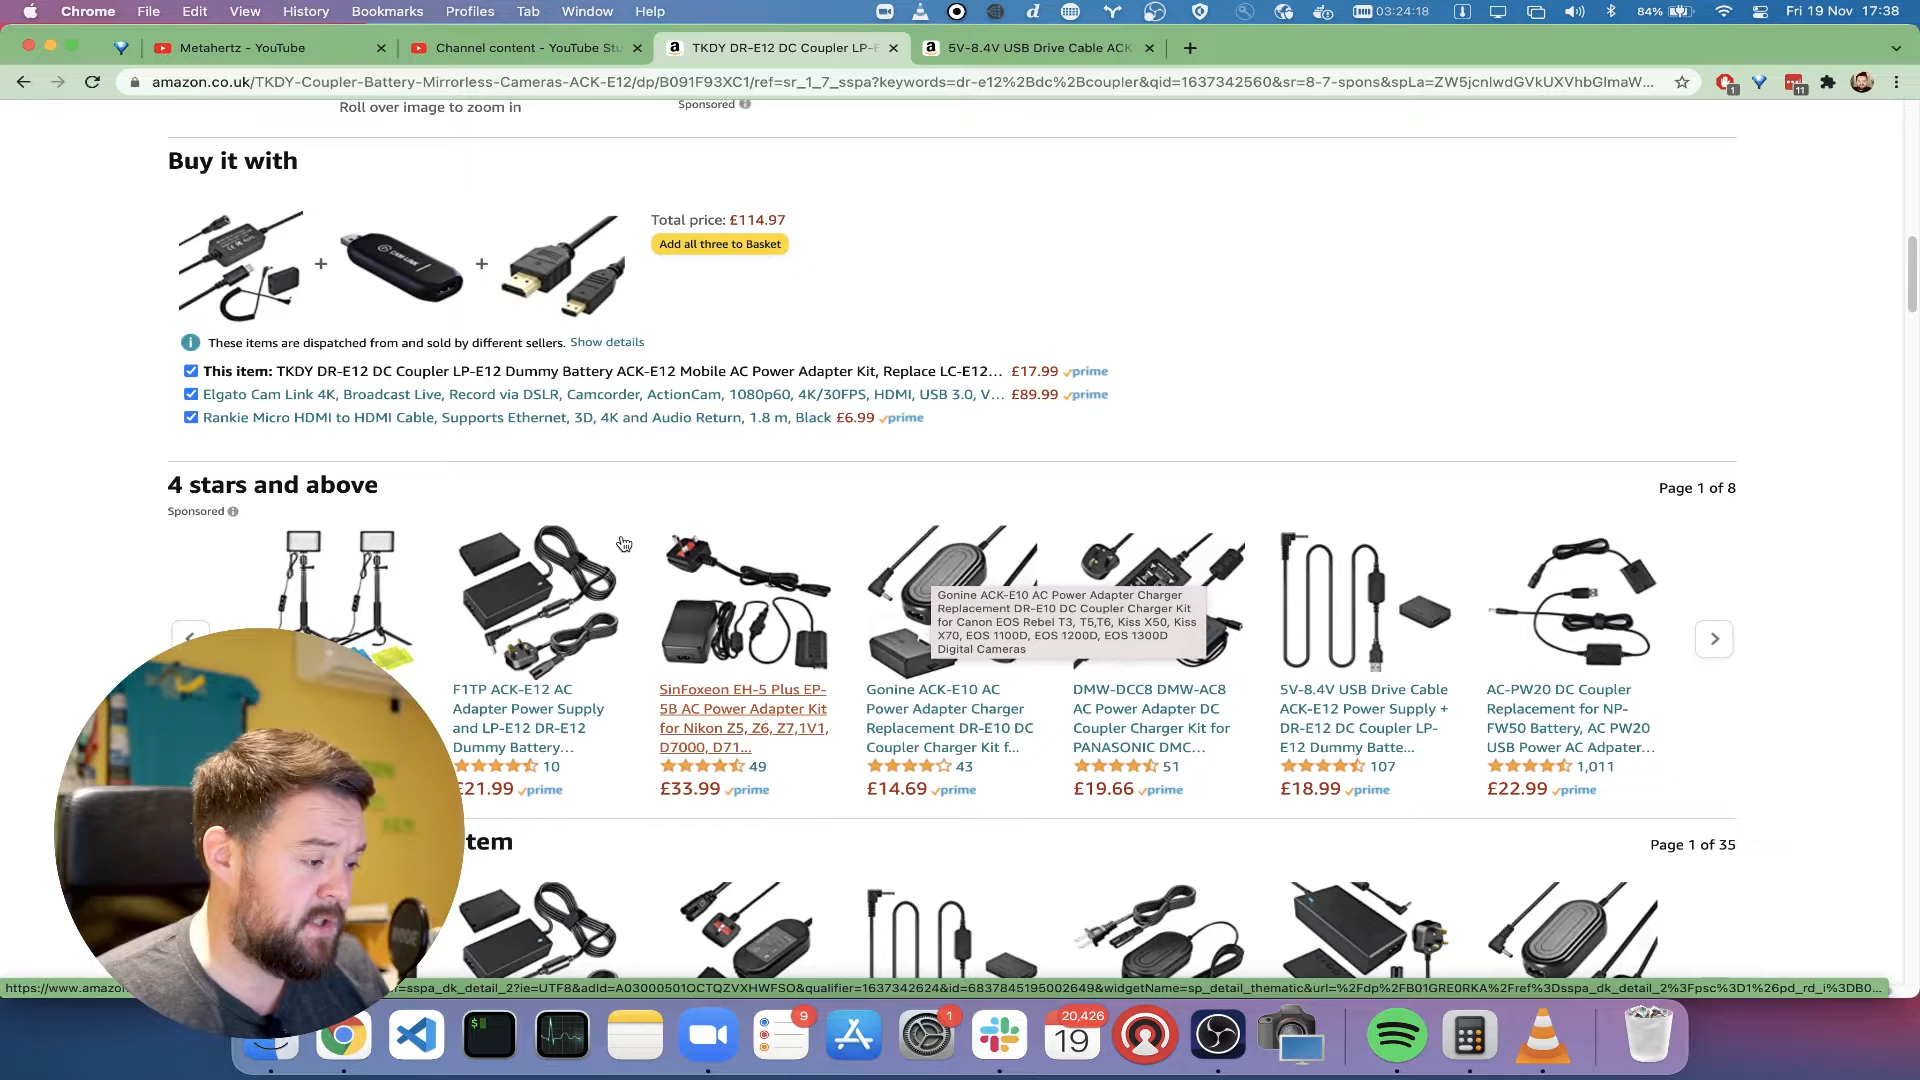 Chrome File Edit View History Bookmarks Profiles Tab Window Help 03:24:18 84% Fri 19 Nov 17:38
Metahertz - YouTube
Channel content - YouTube Stu
TKDY DR-E12 DC Coupler LP-E
5V-8.4V USB Drive Cable ACK
amazon.co.uk/TKDY-Coupler-Battery-Mirrorless-Cameras-ACK-E12/dp/B091F93XC1/ref=sr_1_7_sspa?keywords=dr-e12%2Bdc%2Bcoupler&qid=1637342560&sr=8-7-spons&spLa=ZW5jcnlwdGVkUXVhbGlmaW...
1
11
Roll over image to zoom in
Sponsored
Buy it with
CAM LINK
Total price: £114.97
Add all three to Basket
These items are dispatched from and sold by different sellers. Show details
This item: TKDY DR-E12 DC Coupler LP-E12 Dummy Battery ACK-E12 Mobile AC Power Adapter Kit, Replace LC-E12... £17.99 prime
Elgato Cam Link 4K, Broadcast Live, Record via DSLR, Camcorder, ActionCam, 1080p60, 4K/30FPS, HDMI, USB 3.0, V... £89.99 prime
Rankie Micro HDMI to HDMI Cable, Supports Ethernet, 3D, 4K and Audio Return, 1.8 m, Black £6.99 prime
4 stars and above
Page 1 of 8
Sponsored
Gonine ACK-E10 AC Power Adapter Charger
Replacement DR-E10 DC Coupler Charger Kit
for Canon EOS Rebel T3, T5,T6, Kiss X50, Kiss
X70, EOS 1100D, EOS 1200D, EOS 1300D
Digital Cameras
F1TP ACK-E12 AC
Adapter Power Supply
and LP-E12 DR-E12
Dummy Battery...
10
£21.99 prime
SinFoxeon EH-5 Plus EP-
5B AC Power Adapter Kit
for Nikon Z5, Z6, Z7,1V1,
D7000, D71...
49
£33.99 prime
Gonine ACK-E10 AC
Power Adapter Charger
Replacement DR-E10 DC
Coupler Charger Kit f...
43
£14.69 prime
DMW-DCC8 DMW-AC8
AC Power Adapter DC
Coupler Charger Kit for
PANASONIC DMC...
51
£19.66 prime
5V-8.4V USB Drive Cable
ACK-E12 Power Supply +
DR-E12 DC Coupler LP-
E12 Dummy Batte...
107
£18.99 prime
AC-PW20 DC Coupler
Replacement for NP-
FW50 Battery, AC PW20
USB Power AC Adpater...
1,011
£22.99 prime
tem
Page 1 of 35
RODE
https://www.amazo
r=sspa_dk_detail_2?ie=UTF8&adId=A03000501OCTQZVXHWFSO&qualifier=1637342624&id=6837845195002649&widgetName=sp_detail_thematic&url=%2Fdp%2FB01GRE0RKA%2Fref%3Dsspa_dk_detail_2%3Fpsc%3D1%26pd_rd_i%3DB0...
9
1
20,426
19